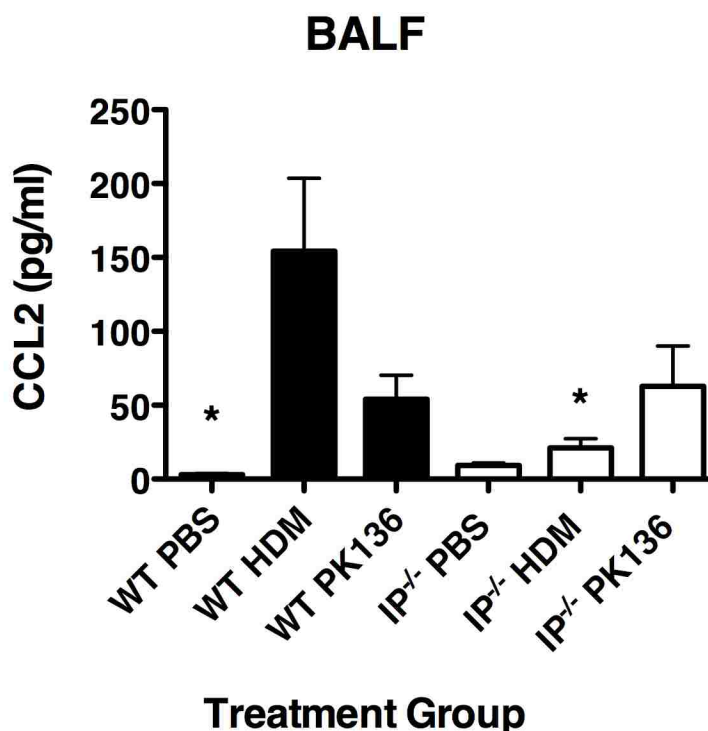 BALF
CCL2 (pg/ml)
250
200
150
100
50
0
*
*
WT PBS
WT HDM
WT PK136
IP-/- PBS
IP-/- HDM
IP-/- PK136
Treatment Group